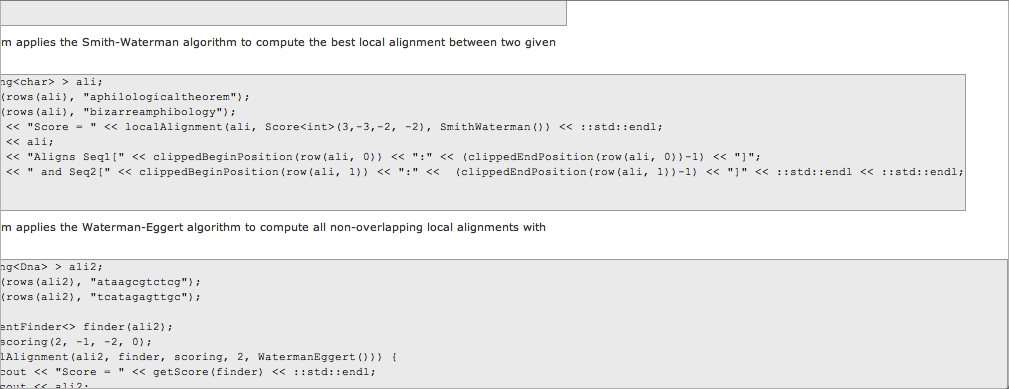 m applies the Smith-Waterman algorithm to compute the best local alignment between two given
ng<char> > ali;
(rows(ali), "aphilologicaltheorem");
(rows(ali), "bizarreamphibology");
<< "Score = " << localAlignment(ali, Score<int>(3,-3,-2, -2), SmithWaterman()) << ::std::endl;
<< ali;
<< "Aligns Seq1[" << clippedBeginPosition(row(ali, 0)) << ":" << (clippedEndPosition(row(ali, 0))-1) << "]";
<< " and Seq2[" << clippedBeginPosition(row(ali, 1)) << ":" << (clippedEndPosition(row(ali, 1))-1) << "]" << ::std::endl << ::std::endl;
m applies the Waterman-Eggert algorithm to compute all non-overlapping local alignments with
ng<Dna> > ali2;
(rows(ali2), "ataagcgtctcg");
(rows(ali2), "tcatagagttgc");
entFinder<> finder(ali2);
scoring(2, -1, -2, 0);
lAlignment(ali2, finder, scoring, 2, WatermanEggert())) {
cout << "Score = " << getScore(finder) << ::std::endl;
cout << ali2;